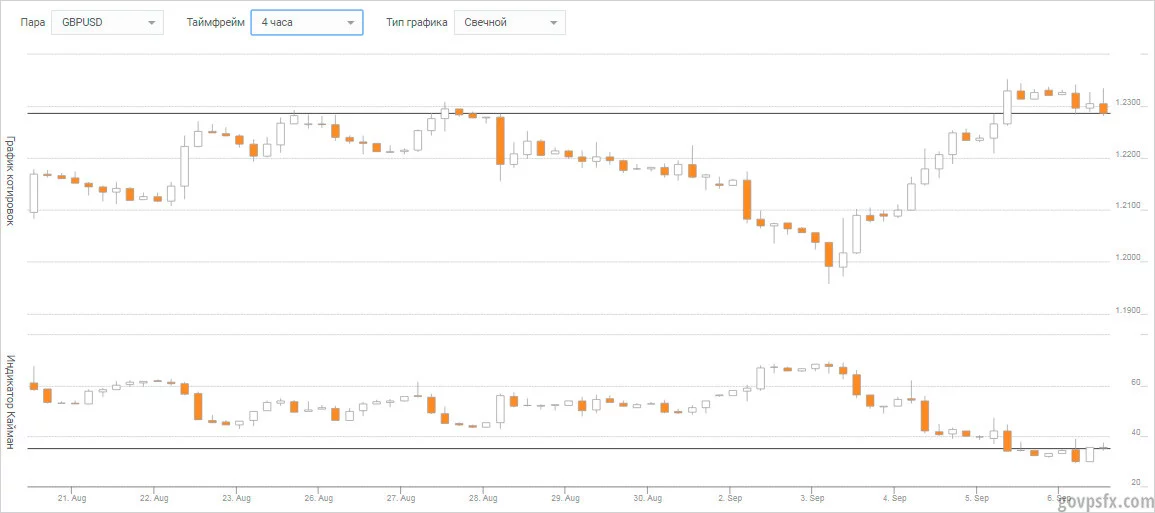 Пара GBPUSD Таймфрейм 4 часа Тип графика Свечной
График котировок
1.2300
1.2200
1.2100
1.2000
1.1900
Индикатор Кайман
60
40
20
21. Aug 22. Aug 23. Aug 26. Aug 27. Aug 28. Aug 29. Aug 30. Aug 2. Sep 3. Sep 4. Sep 5. Sep 6. Sep
govpsfx.com